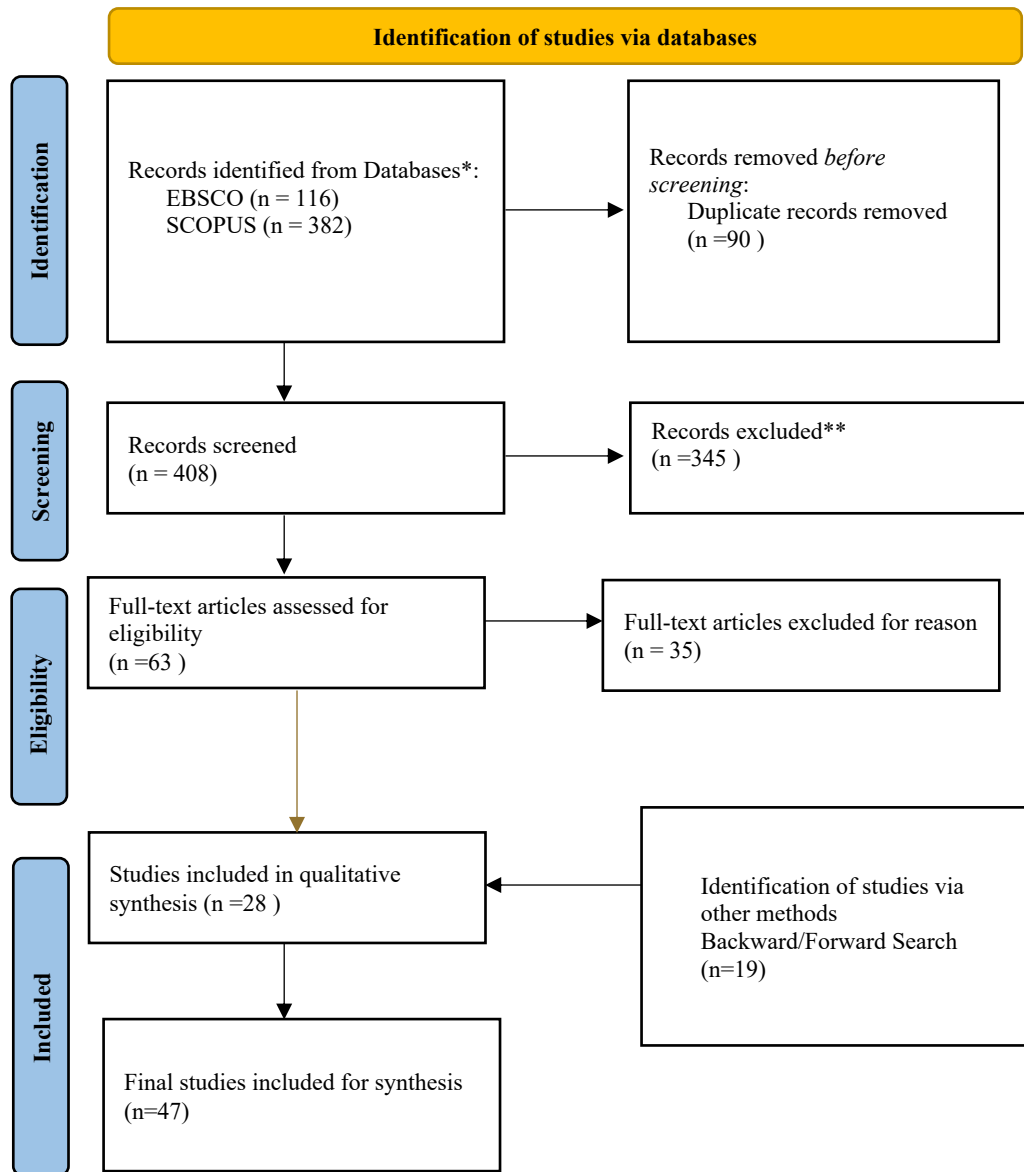 Identification of studies via databases
Identification
Records identified from Databases*:
EBSCO (n = 116)
SCOPUS (n = 382)
Records removed before
screening:
Duplicate records removed
(n =90 )
Screening
Records screened
(n = 408)
Records excluded**
(n =345 )
Eligibility
Full-text articles assessed for
eligibility
(n =63 )
Full-text articles excluded for reason
(n = 35)
Included
Studies included in qualitative
synthesis (n =28 )
Identification of studies via
other methods
Backward/Forward Search
(n=19)
Final studies included for synthesis
(n=47)